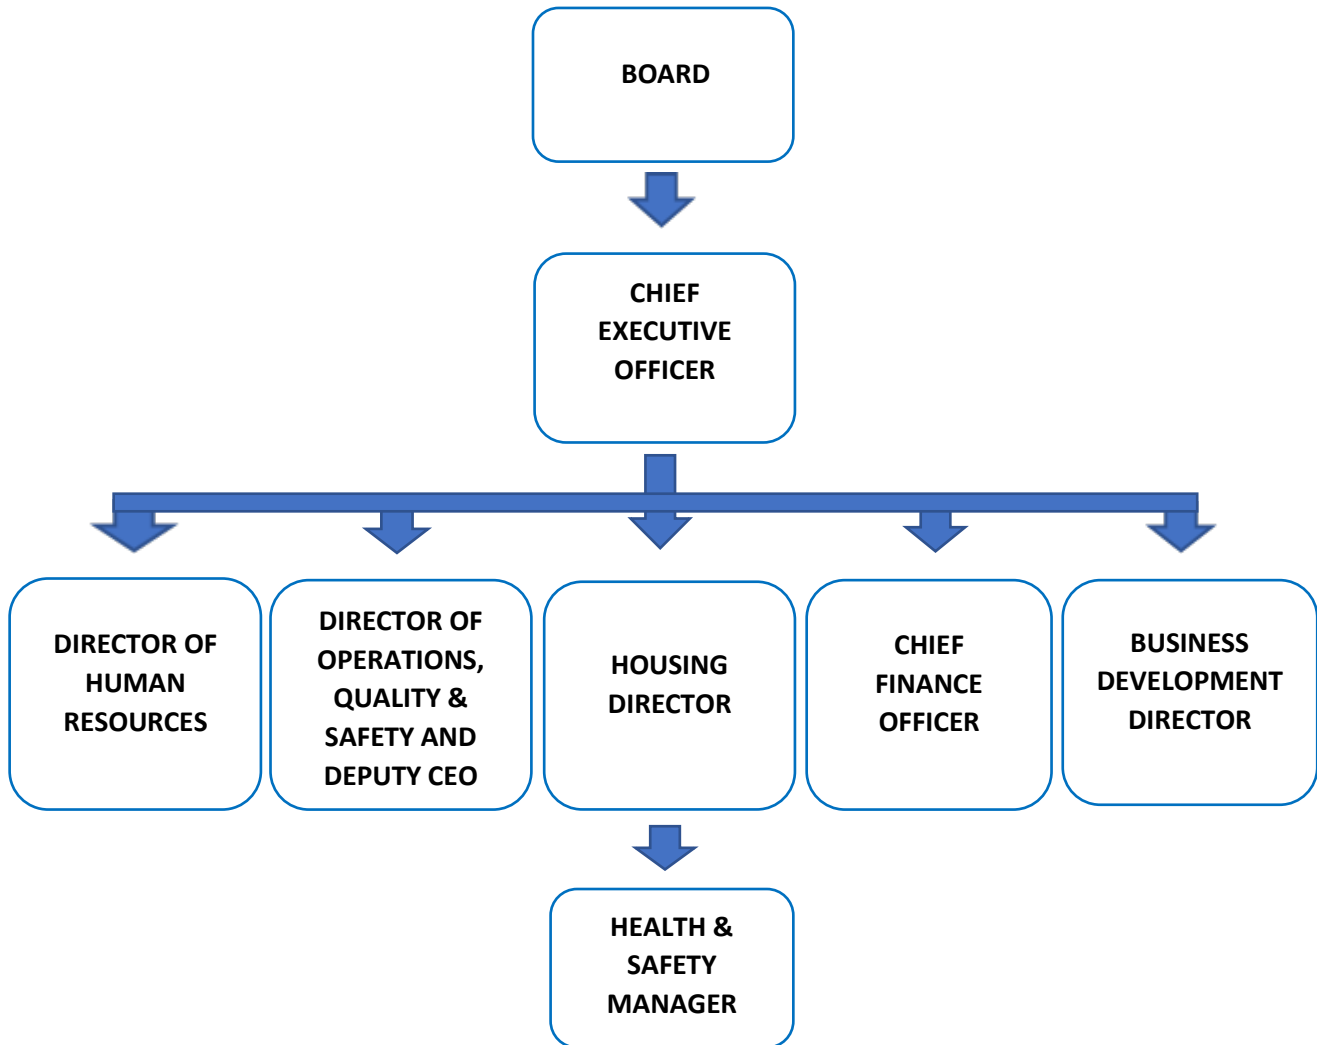 BOARD
CHIEF
EXECUTIVE
OFFICER
DIRECTOR OF
HUMAN
RESOURCES
DIRECTOR OF
OPERATIONS,
QUALITY &
SAFETY AND
DEPUTY CEO
HOUSING
DIRECTOR
CHIEF
FINANCE
OFFICER
BUSINESS
DEVELOPMENT
DIRECTOR
HEALTH &
SAFETY
MANAGER